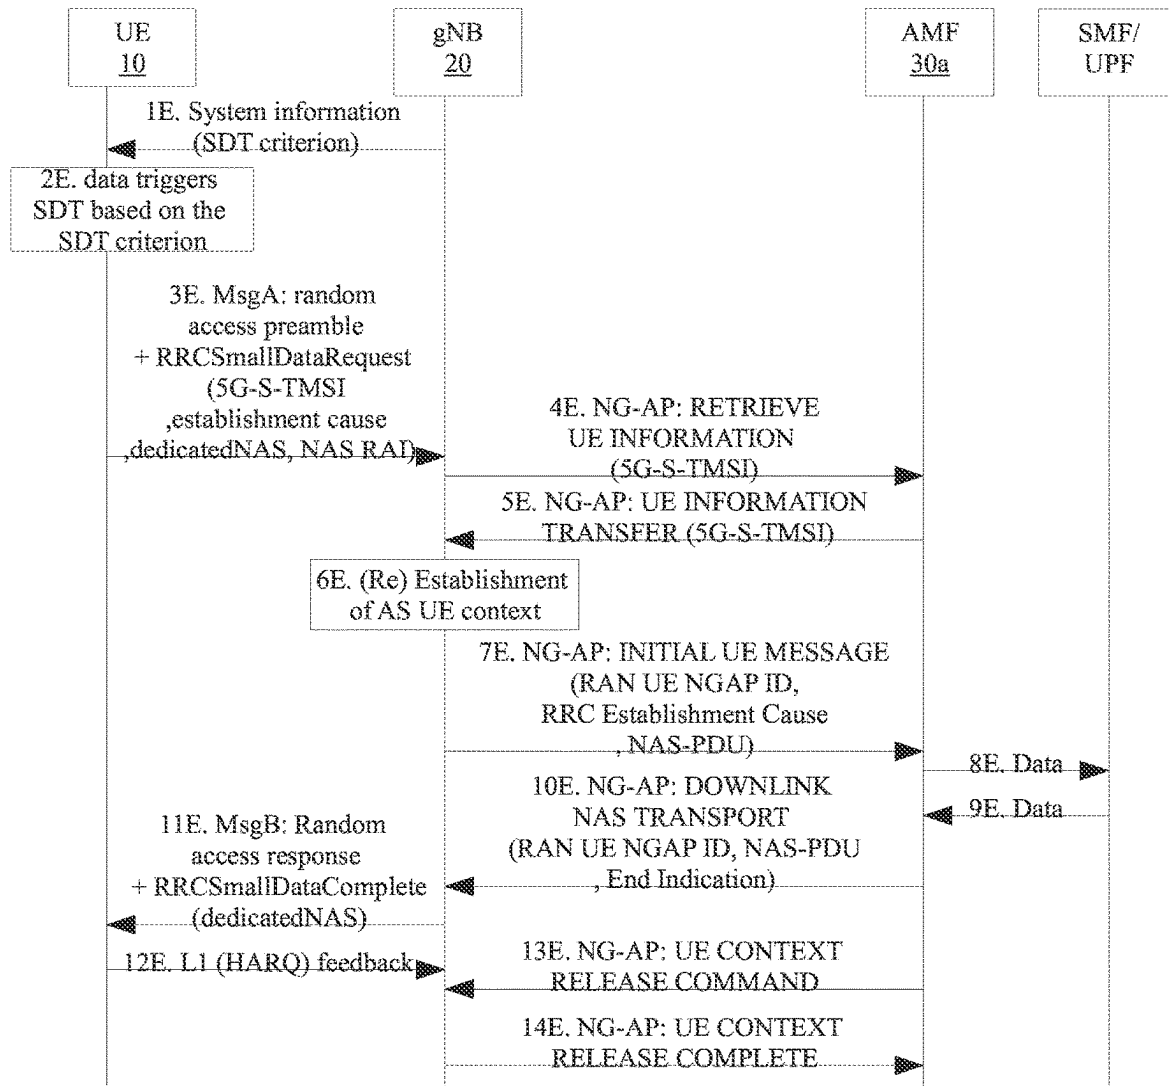 UE
10
gNB
20
AMF
30a
SMF/
UPF
1E. System information
(SDT criterion)
2E. data triggers
SDT based on the
SDT criterion
3E. MsgA: random
access preamble
+ RRCSmallDataRequest
(5G-S-TMSI
,establishment cause
,dedicatedNAS, NAS RAI)
4E. NG-AP: RETRIEVE
UE INFORMATION
(5G-S-TMSI)
5E. NG-AP: UE INFORMATION
TRANSFER (5G-S-TMSI)
6E. (Re) Establishment
of AS UE context
7E. NG-AP: INITIAL UE MESSAGE
(RAN UE NGAP ID,
RRC Establishment Cause
, NAS-PDU)
8E. Data
9E. Data
10E. NG-AP: DOWNLINK
NAS TRANSPORT
(RAN UE NGAP ID, NAS-PDU
, End Indication)
11E. MsgB: Random
access response
+ RRCSmallDataComplete
(dedicatedNAS)
12E. L1 (HARQ) feedback
13E. NG-AP: UE CONTEXT
RELEASE COMMAND
14E. NG-AP: UE CONTEXT
RELEASE COMPLETE